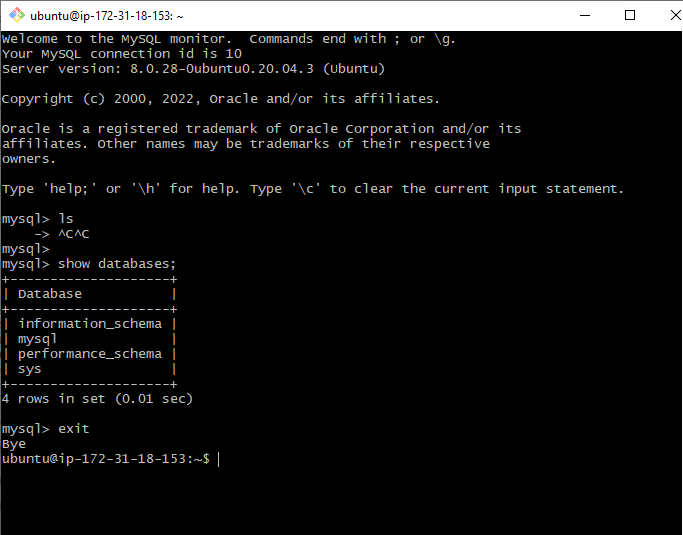 ubuntu@ip-172-31-18-153: ~
Welcome to the MySQL monitor.  Commands end with ; or \g.
Your MySQL connection id is 10
Server version: 8.0.28-0ubuntu0.20.04.3 (Ubuntu)
Copyright (c) 2000, 2022, Oracle and/or its affiliates.
Oracle is a registered trademark of Oracle Corporation and/or its
affiliates. Other names may be trademarks of their respective
owners.
Type 'help;' or '\h' for help. Type '\c' to clear the current input statement.
mysql> ls
    -> ^C^C
mysql>
mysql> show databases;
+--------------------+
| Database           |
+--------------------+
| information_schema |
| mysql              |
| performance_schema |
| sys                |
+--------------------+
4 rows in set (0.01 sec)
mysql> exit
Bye
ubuntu@ip-172-31-18-153:~$